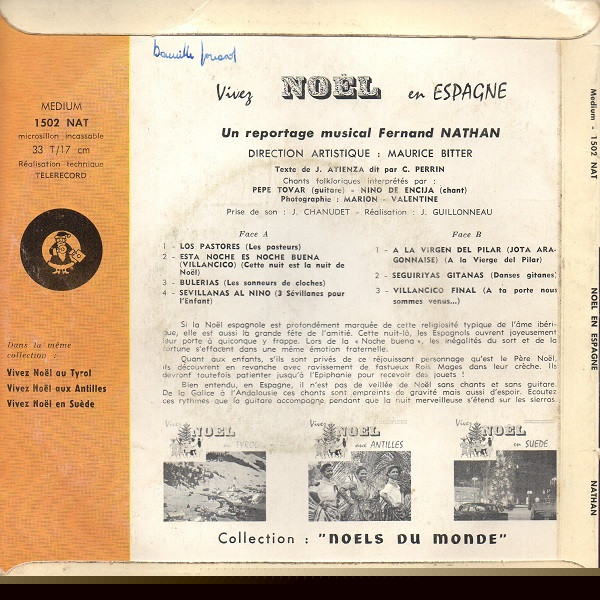 MEDIUM
1502 NAT
microsillon incassable
33 T/17 cm
Réalisation technique
TELERECORD
Dans la même
collection :
Vivez Noël au Tyrol
Vivez Noël aux Antilles
Vivez Noël en Suède
Vivez NOËL en ESPAGNE
Un reportage musical Fernand NATHAN
DIRECTION ARTISTIQUE : MAURICE BITTER
Texte de J. ATIENZA dit par C. PERRIN
Chants folkloriques interprétés par :
PEPE TOVAR (guitare) - NINO DE ENCIJA (chant)
Photographie : MARION - VALENTINE
Prise de son : J. CHANUDET - Réalisation : J. GUILLONNEAU
Face A
1 - LOS PASTORES (Les pasteurs)
2 - ESTA NOCHE ES NOCHE BUENA
(VILLANCICO) (Cette nuit est la nuit de
Noël)
3 - BULERIAS (Les sonneurs de cloches)
4 - SEVILLANAS AL NINO (3 Sévillanes pour
l'Enfant)
Face B
1 - A LA VIRGEN DEL PILAR (JOTA ARA-
GONNAISE) (A la Vierge del Pilar)
2 - SEGUIRIYAS GITANAS (Danses gitanes)
3 - VILLANCICO FINAL (A ta porte nous
sommes venus...)
Si la Noël espagnole est profondément marquée de cette religiosité typique de l'âme ibéri-
que, elle est aussi la grande fête de l'amitié. Cette nuit-là, les Espagnols ouvrent joyeusement
leur porte à quiconque y frappe. Lors de la « Noche buena », les inégalités du sort et de la
fortune s'effacent dans une même émotion fraternelle.
Quant aux enfants, s'ils sont privés de ce réjouissant personnage qu'est le Père Noël,
ils découvrent en revanche avec ravissement de fastueux Rois Mages dans leur crèche. Ils
devront toutefois patienter jusqu'à l'Epiphanie pour recevoir des jouets !
Bien entendu, en Espagne, il n'est pas de veillée de Noël sans chants et sans guitare.
De la Galice à l'Andalousie ces chants sont empreints de gravité mais aussi d'espoir. Ecoutez
ces rythmes que la guitare accompagne, pendant que la nuit merveilleuse s'étend sur les sierras.
Vivez NOËL au TYROL
Vivez NOËL aux ANTILLES
Vivez NOËL en SUEDE
Collection : "NOELS DU MONDE"
Medium - 1502 NAT
NOËL EN ESPAGNE
NATHAN